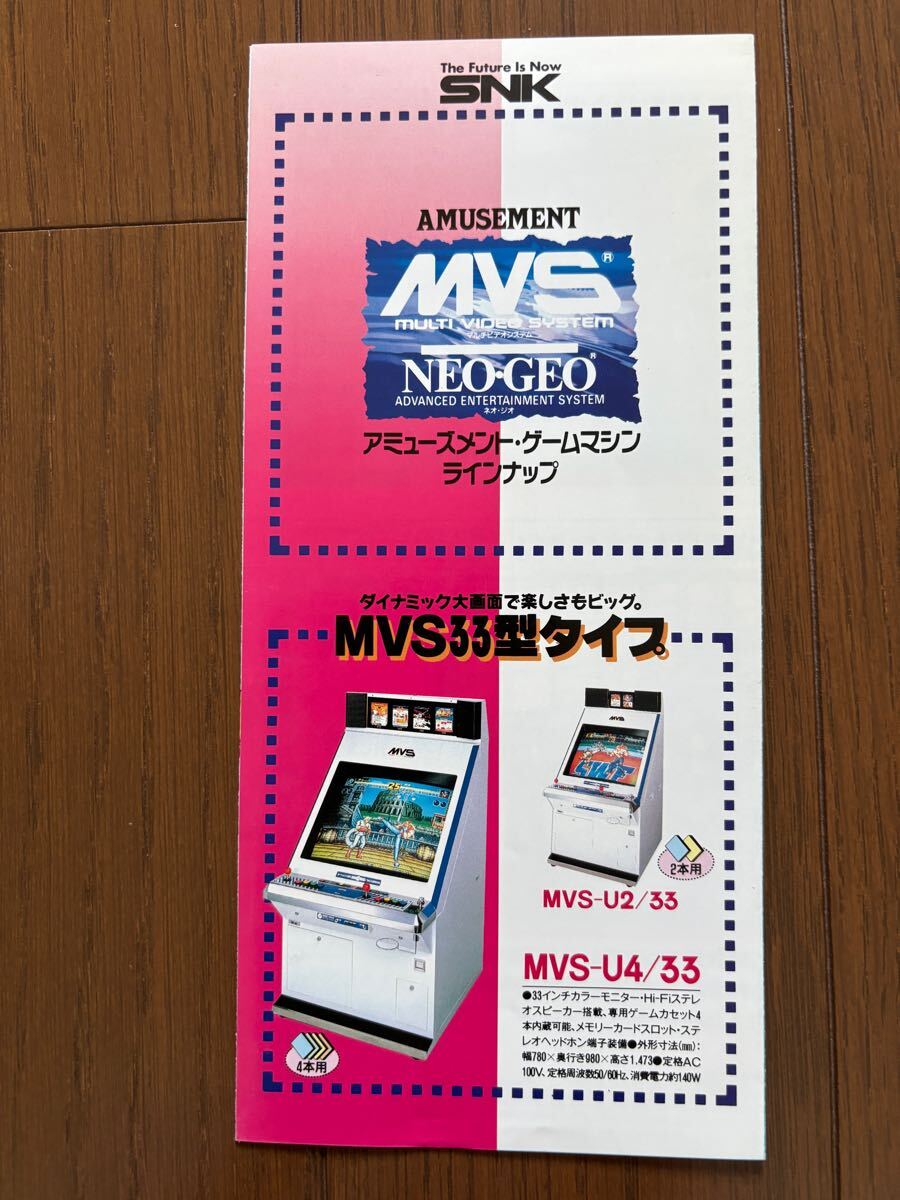 The Future Is Now
SNK
AMUSEMENT
MVS®
MULTI VIDEO SYSTEM
マルチビデオシステム
NEO・GEO®
ADVANCED ENTERTAINMENT SYSTEM
ネオ・ジオ
アミューズメント・ゲームマシン
ラインナップ
ダイナミック大画面で楽しさもビッグ。
MVS33型タイプ
MVS
MVS
2本用
MVS-U2/33
MVS-U4/33
●33インチカラーモニター・Hi-Fiステレ
オスピーカー搭載、専用ゲームカセット4
本内蔵可能、メモリーカードスロット・ステ
レオヘッドホン端子装備●外形寸法(mm):
幅780×奥行き980×高さ1,473●定格AC
100V、定格周波数50/60Hz、消費電力約140W
4本用